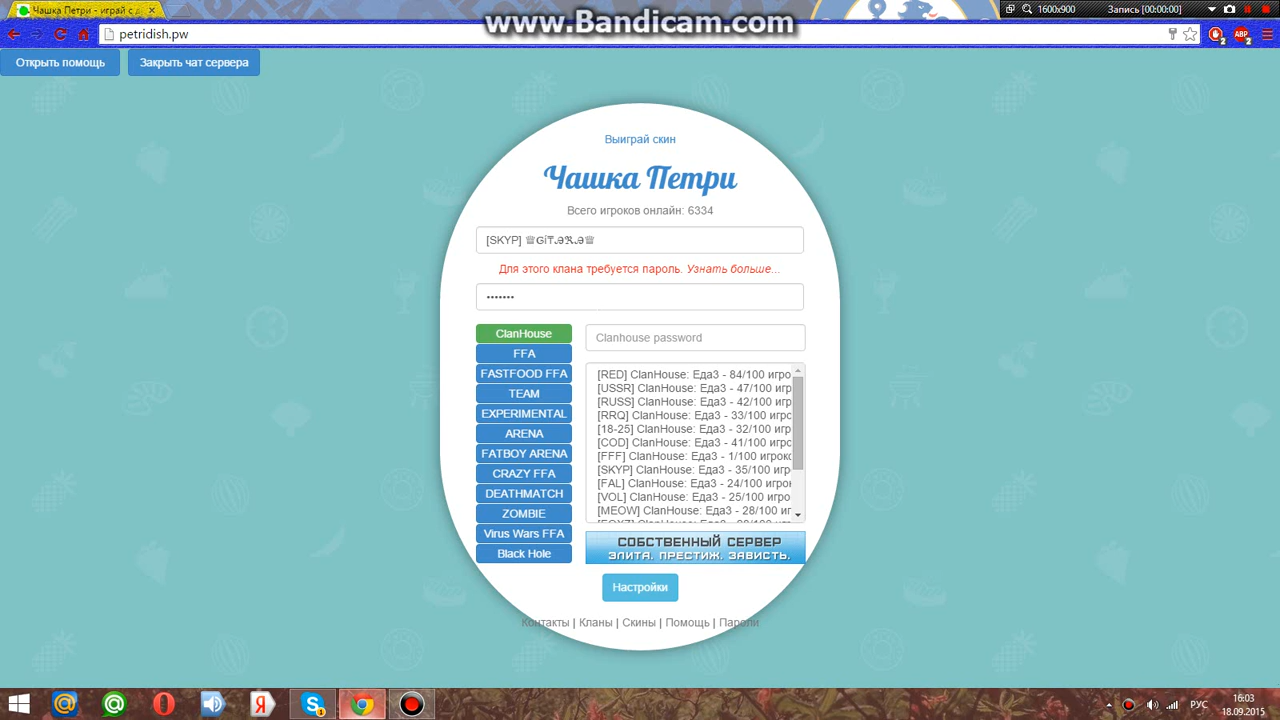 Чашка Петри - играй с д
www.Bandicam.com
1600x900
Запись [00:00:00]
petridish.pw
2
ABP
2
Открыть помощь
Закрыть чат сервера
Выиграй скин
Чашка Петри
Всего игроков онлайн: 6334
[SKYP]
Для этого клана требуется пароль. Узнать больше...
•••••••
ClanHouse
Clanhouse password
FFA
FASTFOOD FFA
TEAM
EXPERIMENTAL
ARENA
FATBOY ARENA
CRAZY FFA
DEATHMATCH
ZOMBIE
Virus Wars FFA
Black Hole
[RED] ClanHouse: Еда3 - 84/100 игро
[USSR] ClanHouse: Еда3 - 47/100 игр
[RUSS] ClanHouse: Еда3 - 42/100 игр
[RRQ] ClanHouse: Еда3 - 33/100 игрс
[18-25] ClanHouse: Еда3 - 32/100 игр
[COD] ClanHouse: Еда3 - 41/100 игрс
[FFF] ClanHouse: Еда3 - 1/100 игрокс
[SKYP] ClanHouse: Еда3 - 35/100 игр
[FAL] ClanHouse: Еда3 - 24/100 игро
[VOL] ClanHouse: Еда3 - 25/100 игро
[MEOW] ClanHouse: Еда3 - 28/100 иг
СОБСТВЕННЫЙ СЕРВЕР
ЭЛИТА. ПРЕСТИЖ. ЗАВИСТЬ.
Настройки
Контакты | Кланы | Скины | Помощь | Пароли
РУС
16:03
18.09.2015